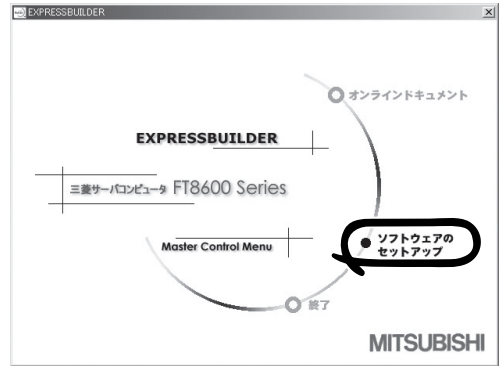 EXPRESSBUILDER
オンラインドキュメント
EXPRESSBUILDER
三菱サーバコンピュータ FT8600 Series
ソフトウェアの
セットアップ
Master Control Menu
終了
MITSUBISHI